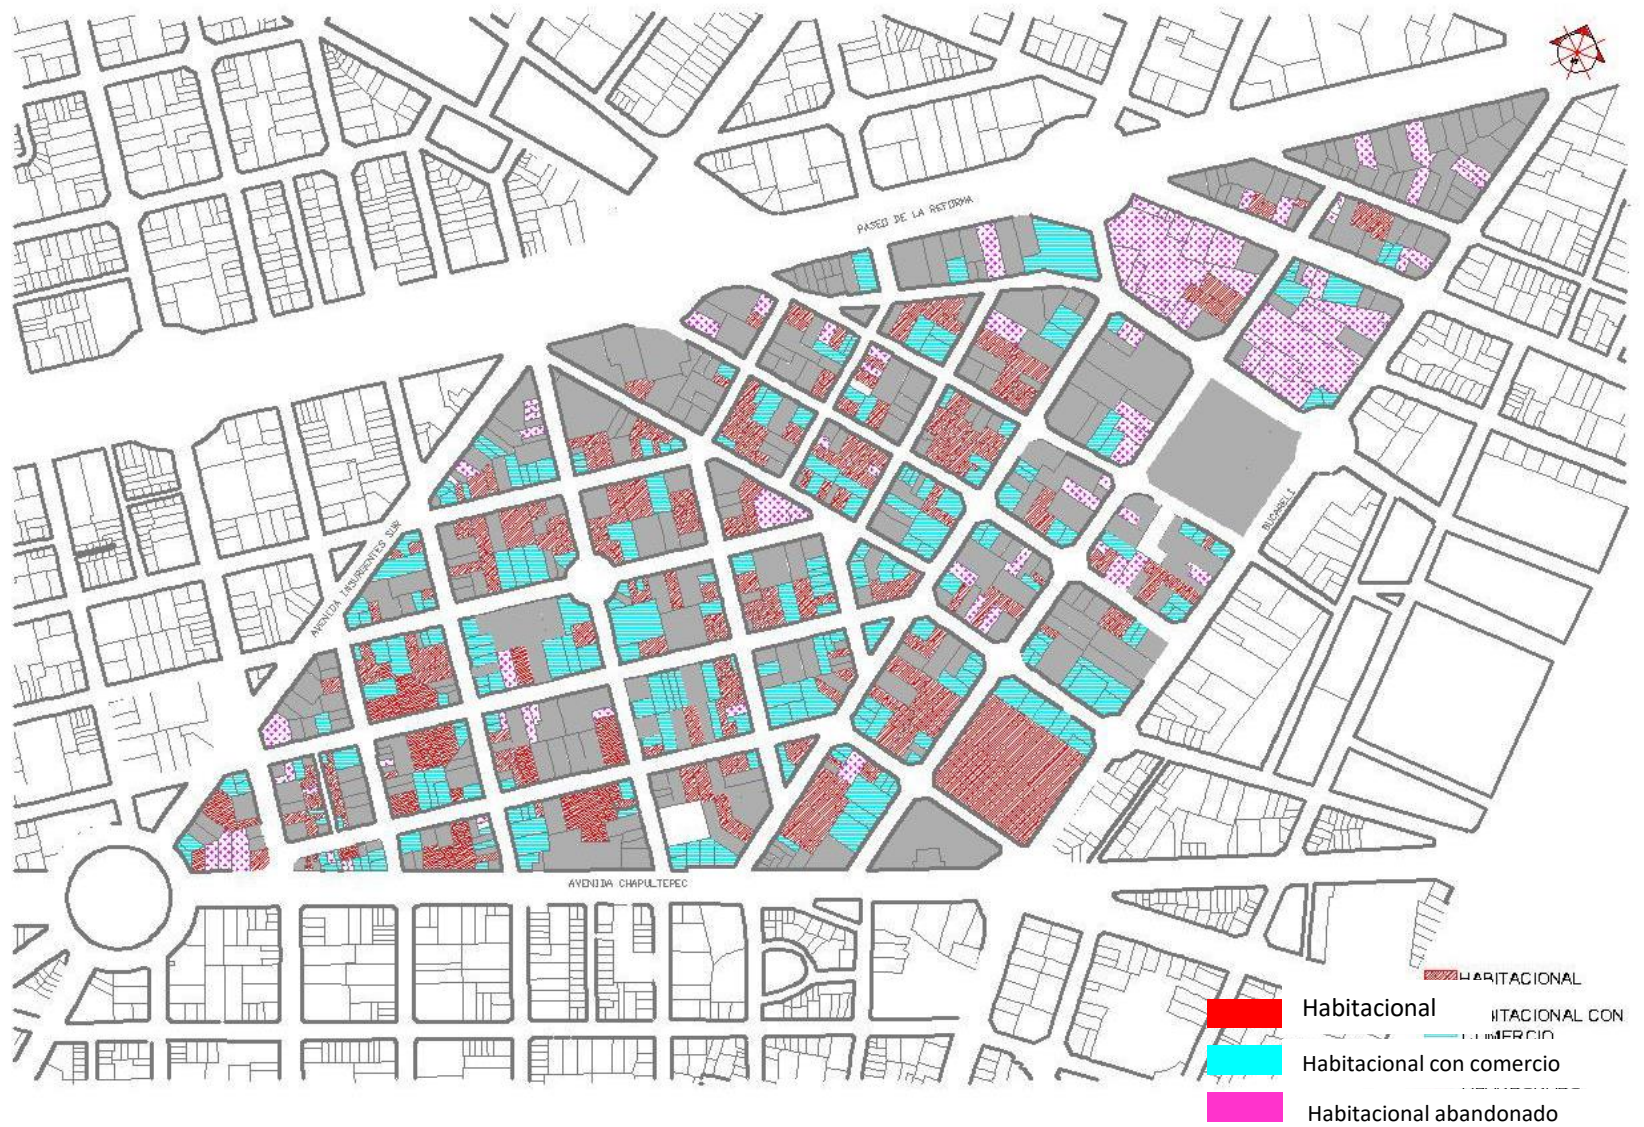 PASEO DE LA REFORMA
AVENIDA INSURGENTES SUR
BUCARELI
AVENIDA CHAPULTEPEC
HABITACIONAL
Habitacional
ITACIONAL CON
COMERCIO
Habitacional con comercio
Habitacional abandonado